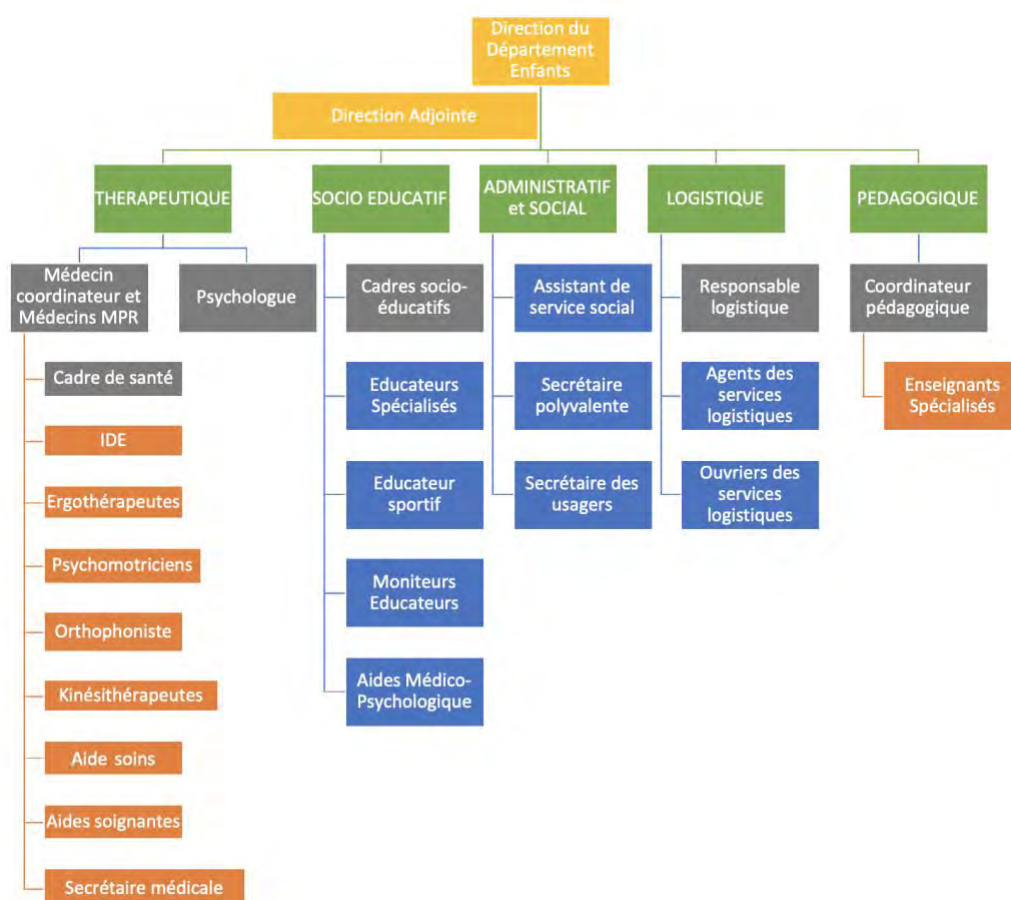 Direction du
Département
Enfants
Direction Adjointe
THERAPEUTIQUE
SOCIO EDUCATIF
ADMINISTRATIF
et SOCIAL
LOGISTIQUE
PEDAGOGIQUE
Médecin
coordinateur et
Médecins MPR
Psychologue
Cadre de santé
IDE
Ergothérapeutes
Psychomotriciens
Orthophoniste
Kinésithérapeutes
Aide soins
Aides soignantes
Secrétaire médicale
Cadres socio-
éducatifs
Educateurs
Spécialisés
Educateur
sportif
Moniteurs
Educateurs
Aides Médico-
Psychologique
Assistant de
service social
Secrétaire
polyvalente
Secrétaire des
usagers
Responsable
logistique
Agents des
services
logistiques
Ouvriers des
services
logistiques
Coordinateur
pédagogique
Enseignants
Spécialisés